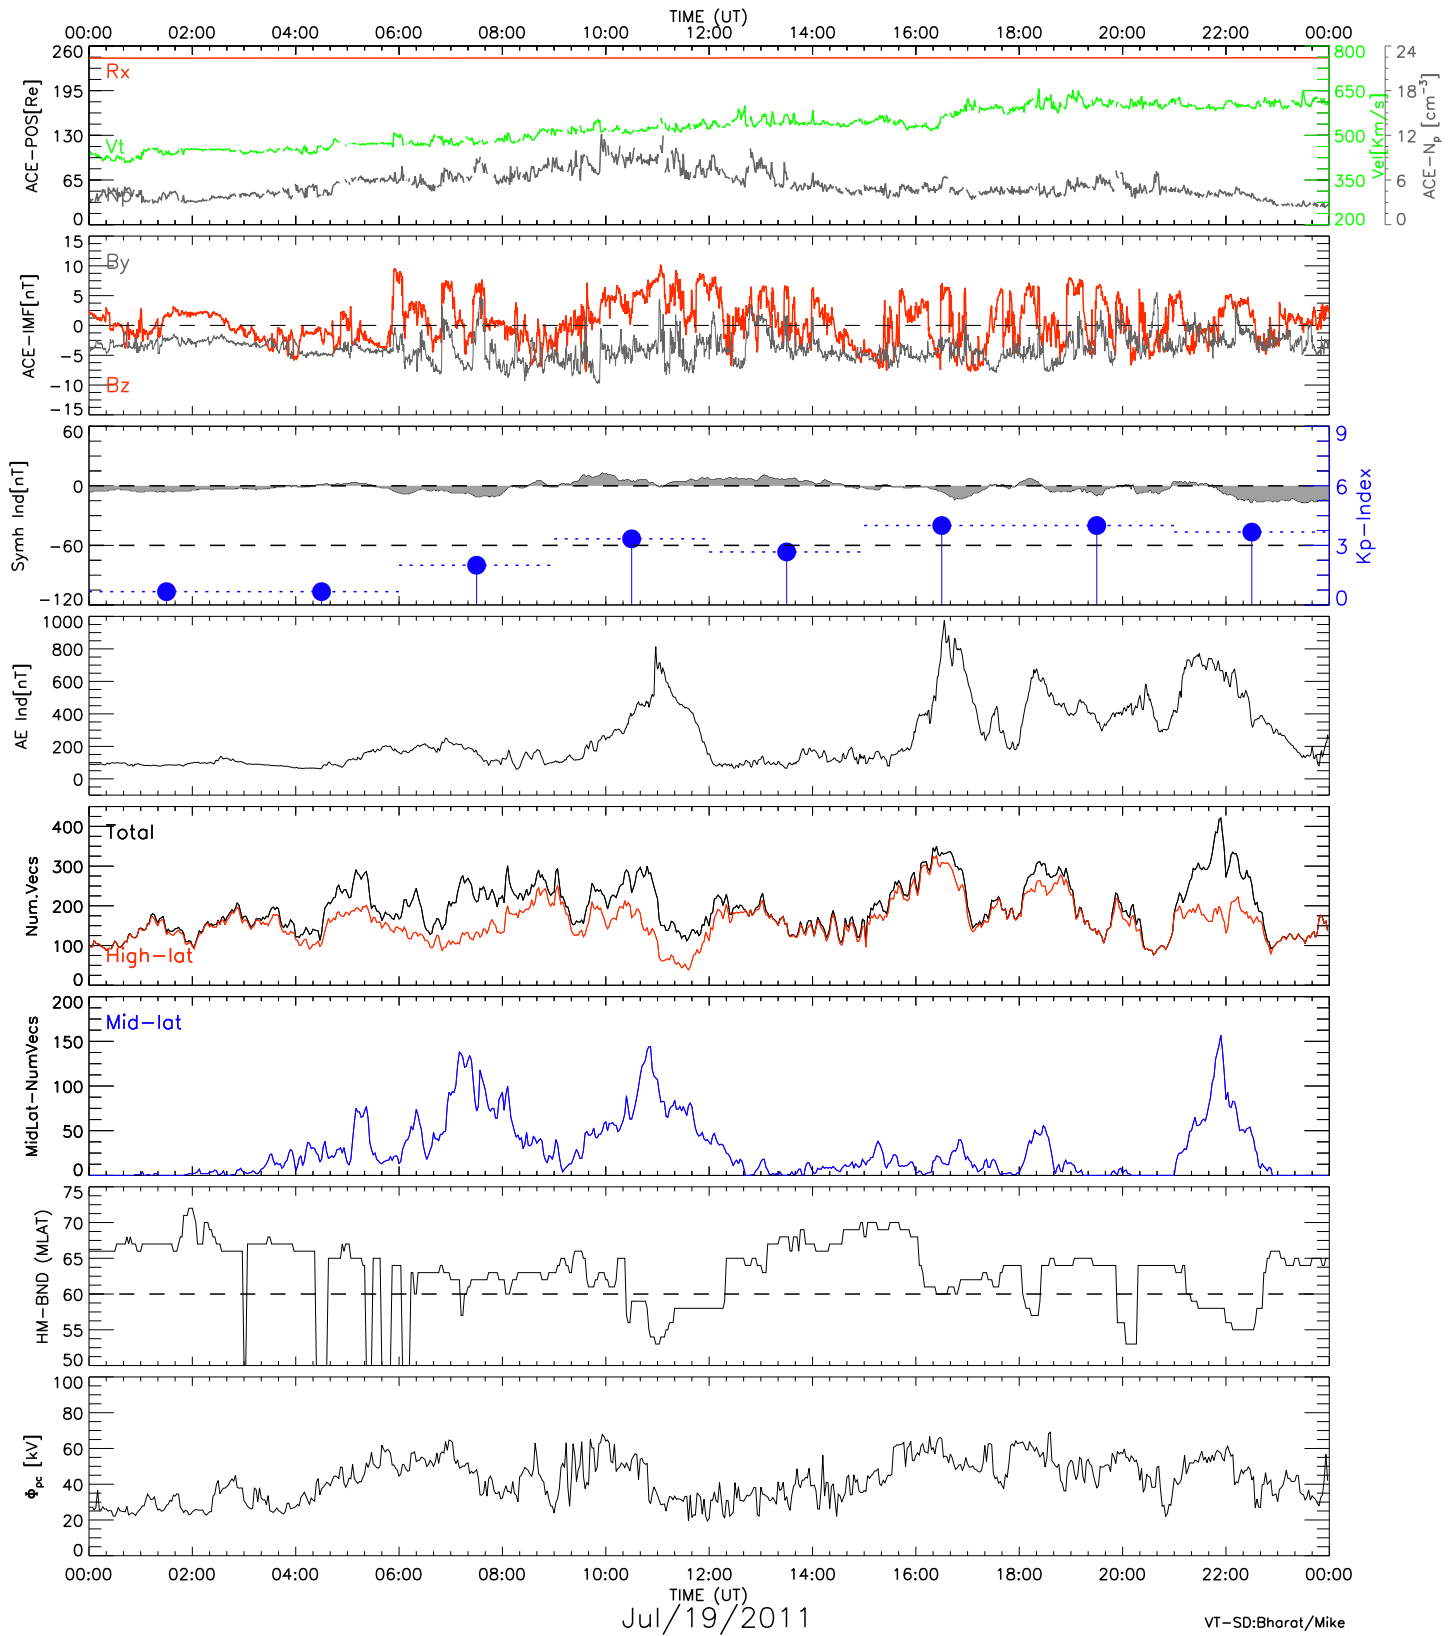 TIME (UT)
00:00 02:00 04:00 06:00 08:00 10:00 12:00 14:00 16:00 18:00 20:00 22:00 00:00
ACE-POS[Re]
260
195
130
65
0
Rx
Vt
Np
800
650
500
350
200
Vel[Km/s]
24
18
12
6
0
ACE-Np [cm-3]
ACE-IMF[nT]
15
10
5
0
-5
-10
-15
By
Bz
Symh Ind[nT]
60
0
-60
-120
9
6
3
0
Kp-Index
AE Ind[nT]
1000
800
600
400
200
0
Num.Vecs
400
300
200
100
0
Total
High-lat
MidLat-NumVecs
200
150
100
50
0
Mid-lat
HM-BND (MLAT)
75
70
65
60
55
50
Φpc [kV]
100
80
60
40
20
0
00:00 02:00 04:00 06:00 08:00 10:00 12:00 14:00 16:00 18:00 20:00 22:00 00:00
TIME (UT)
Jul/19/2011
VT-SD:Bharat/Mike